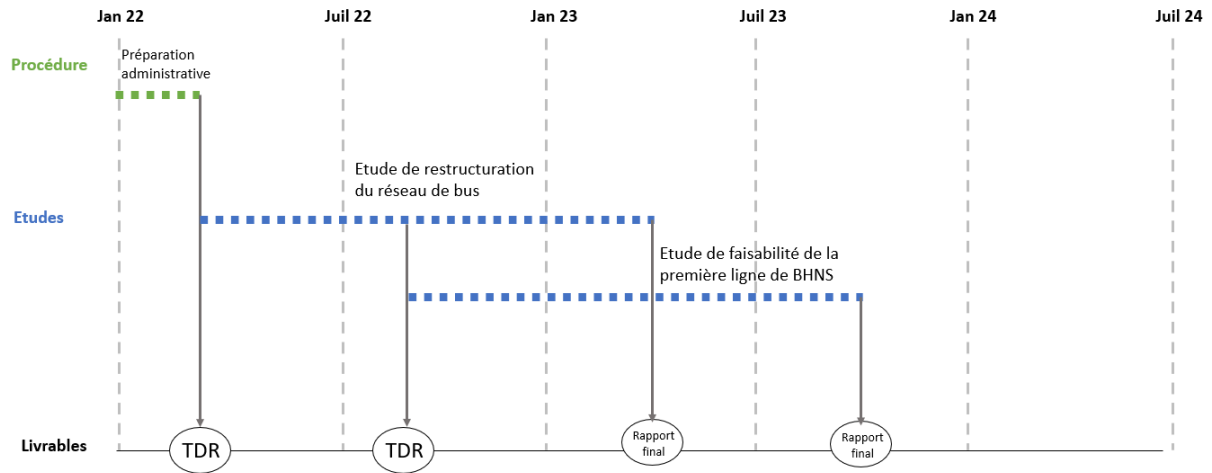 Jan 22
Juil 22
Jan 23
Juil 23
Jan 24
Juil 24
Procédure
Préparation
administrative
Etude de restructuration
du réseau de bus
Etudes
Etude de faisabilité de la
première ligne de BHNS
Livrables
TDR
TDR
Rapport
final
Rapport
final